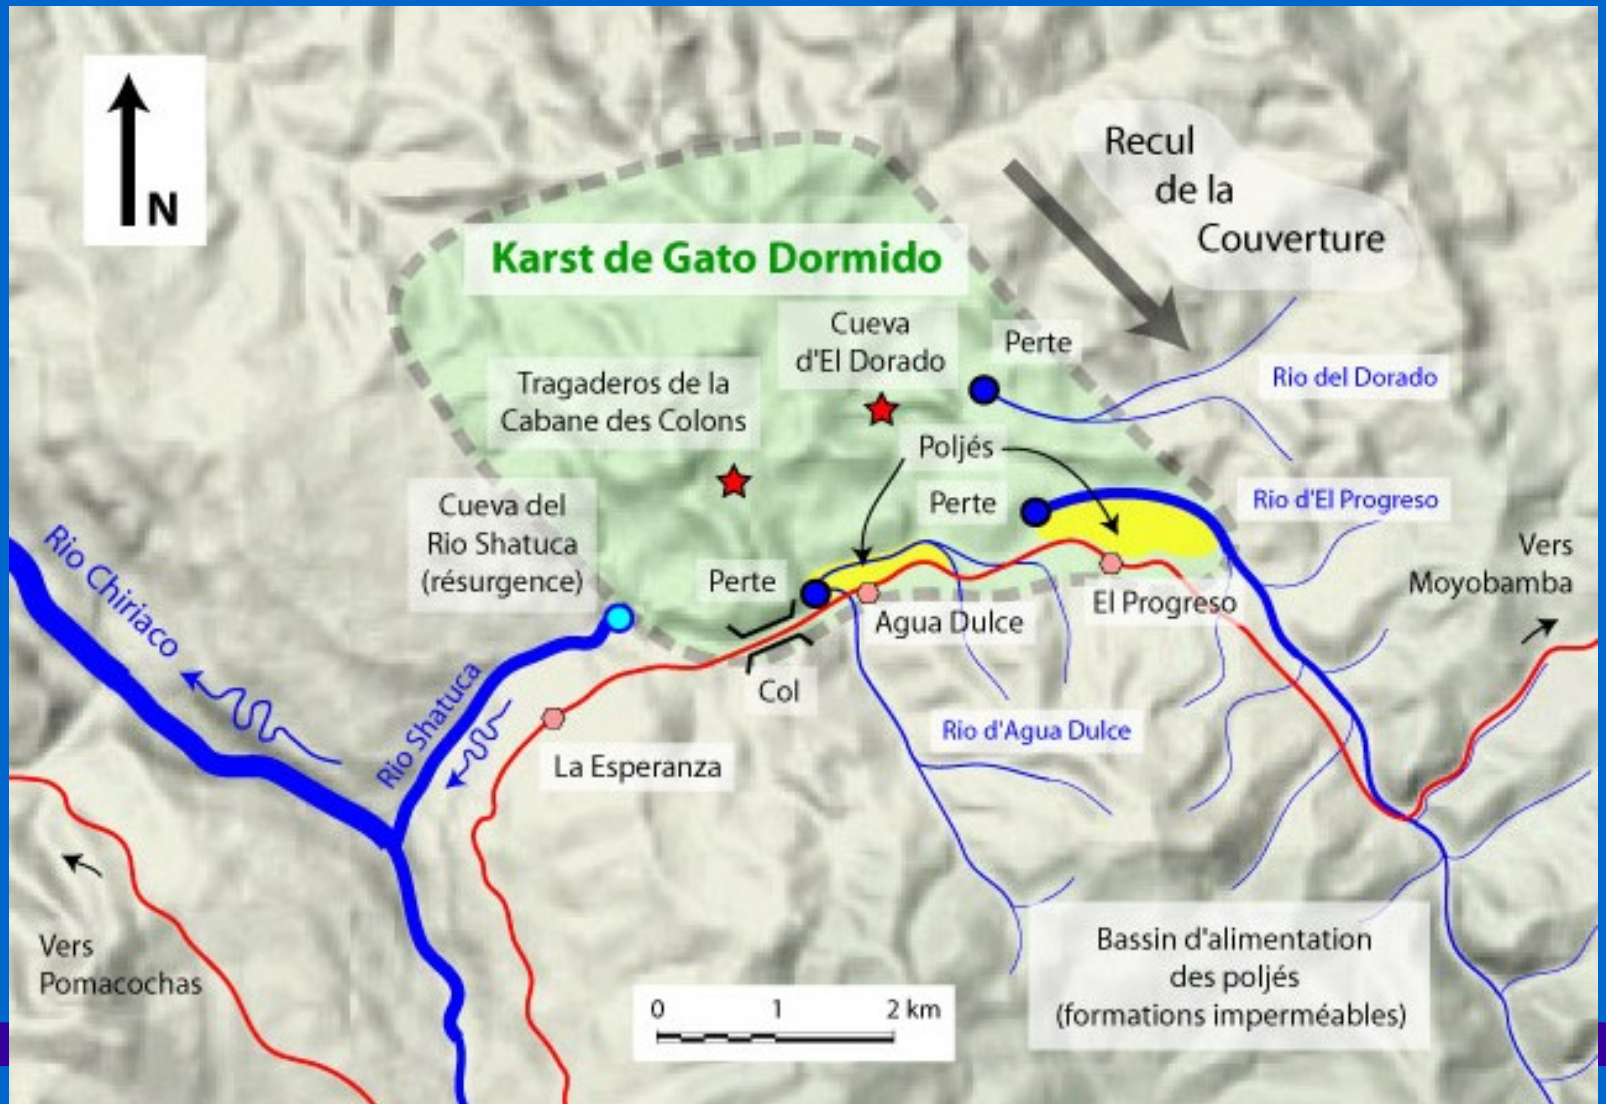 N
Recul
de la
Couverture
Karst de Gato Dormido
Cueva
d'El Dorado
Perte
Rio del Dorado
Tragaderos de la
Cabane des Colons
Poljés
Perte
Rio d'El Progreso
Cueva del
Rio Shatuca
(résurgence)
Vers
Moyobamba
Rio Chiriaco
Perte
El Progreso
Agua Dulce
Col
Rio Shatuca
Rio d'Agua Dulce
La Esperanza
Vers
Pomacochas
Bassin d'alimentation
des poljés
(formations imperméables)
0 1 2 km